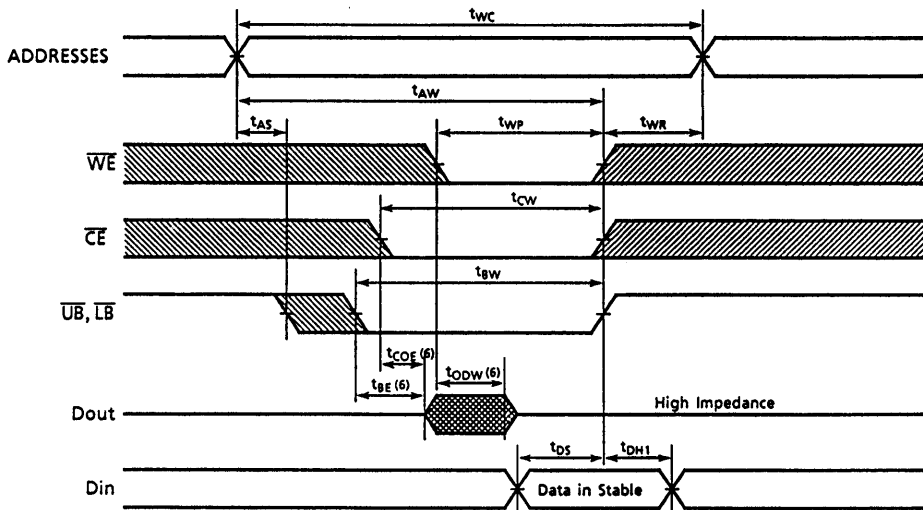 tWC
ADDRESSES
tAW
tAS
tWP
tWR
WE
tCW
CE
tBW
UB, LB
tCOE (6)
tODW (6)
tBE (6)
Dout
High Impedance
tDS
tDH1
Din
Data in Stable